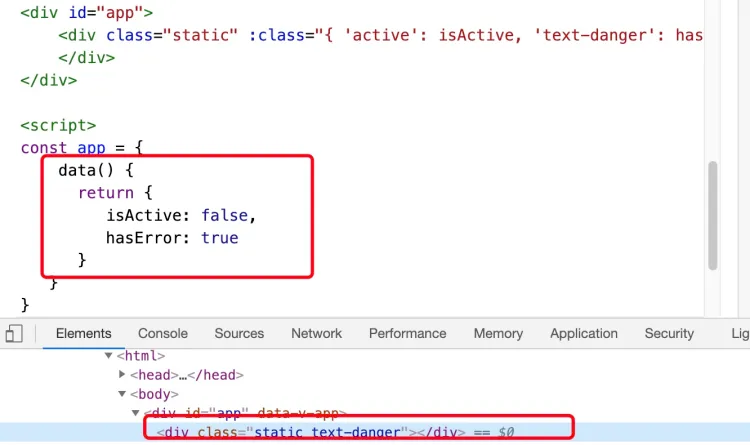 <div id="app">
<div class="static" :class="{ 'active': isActive, 'text-danger': has
</div>
</div>
<script>
const app = {
data() {
return {
isActive: false,
hasError: true
}
}
}
Elements Console Sources Network Performance Memory Application Security Lig
▼<html>
▶<head>…</head>
▼<body>
▼<div id="app" data-v-app>
<div class="static text-danger"></div> == $0